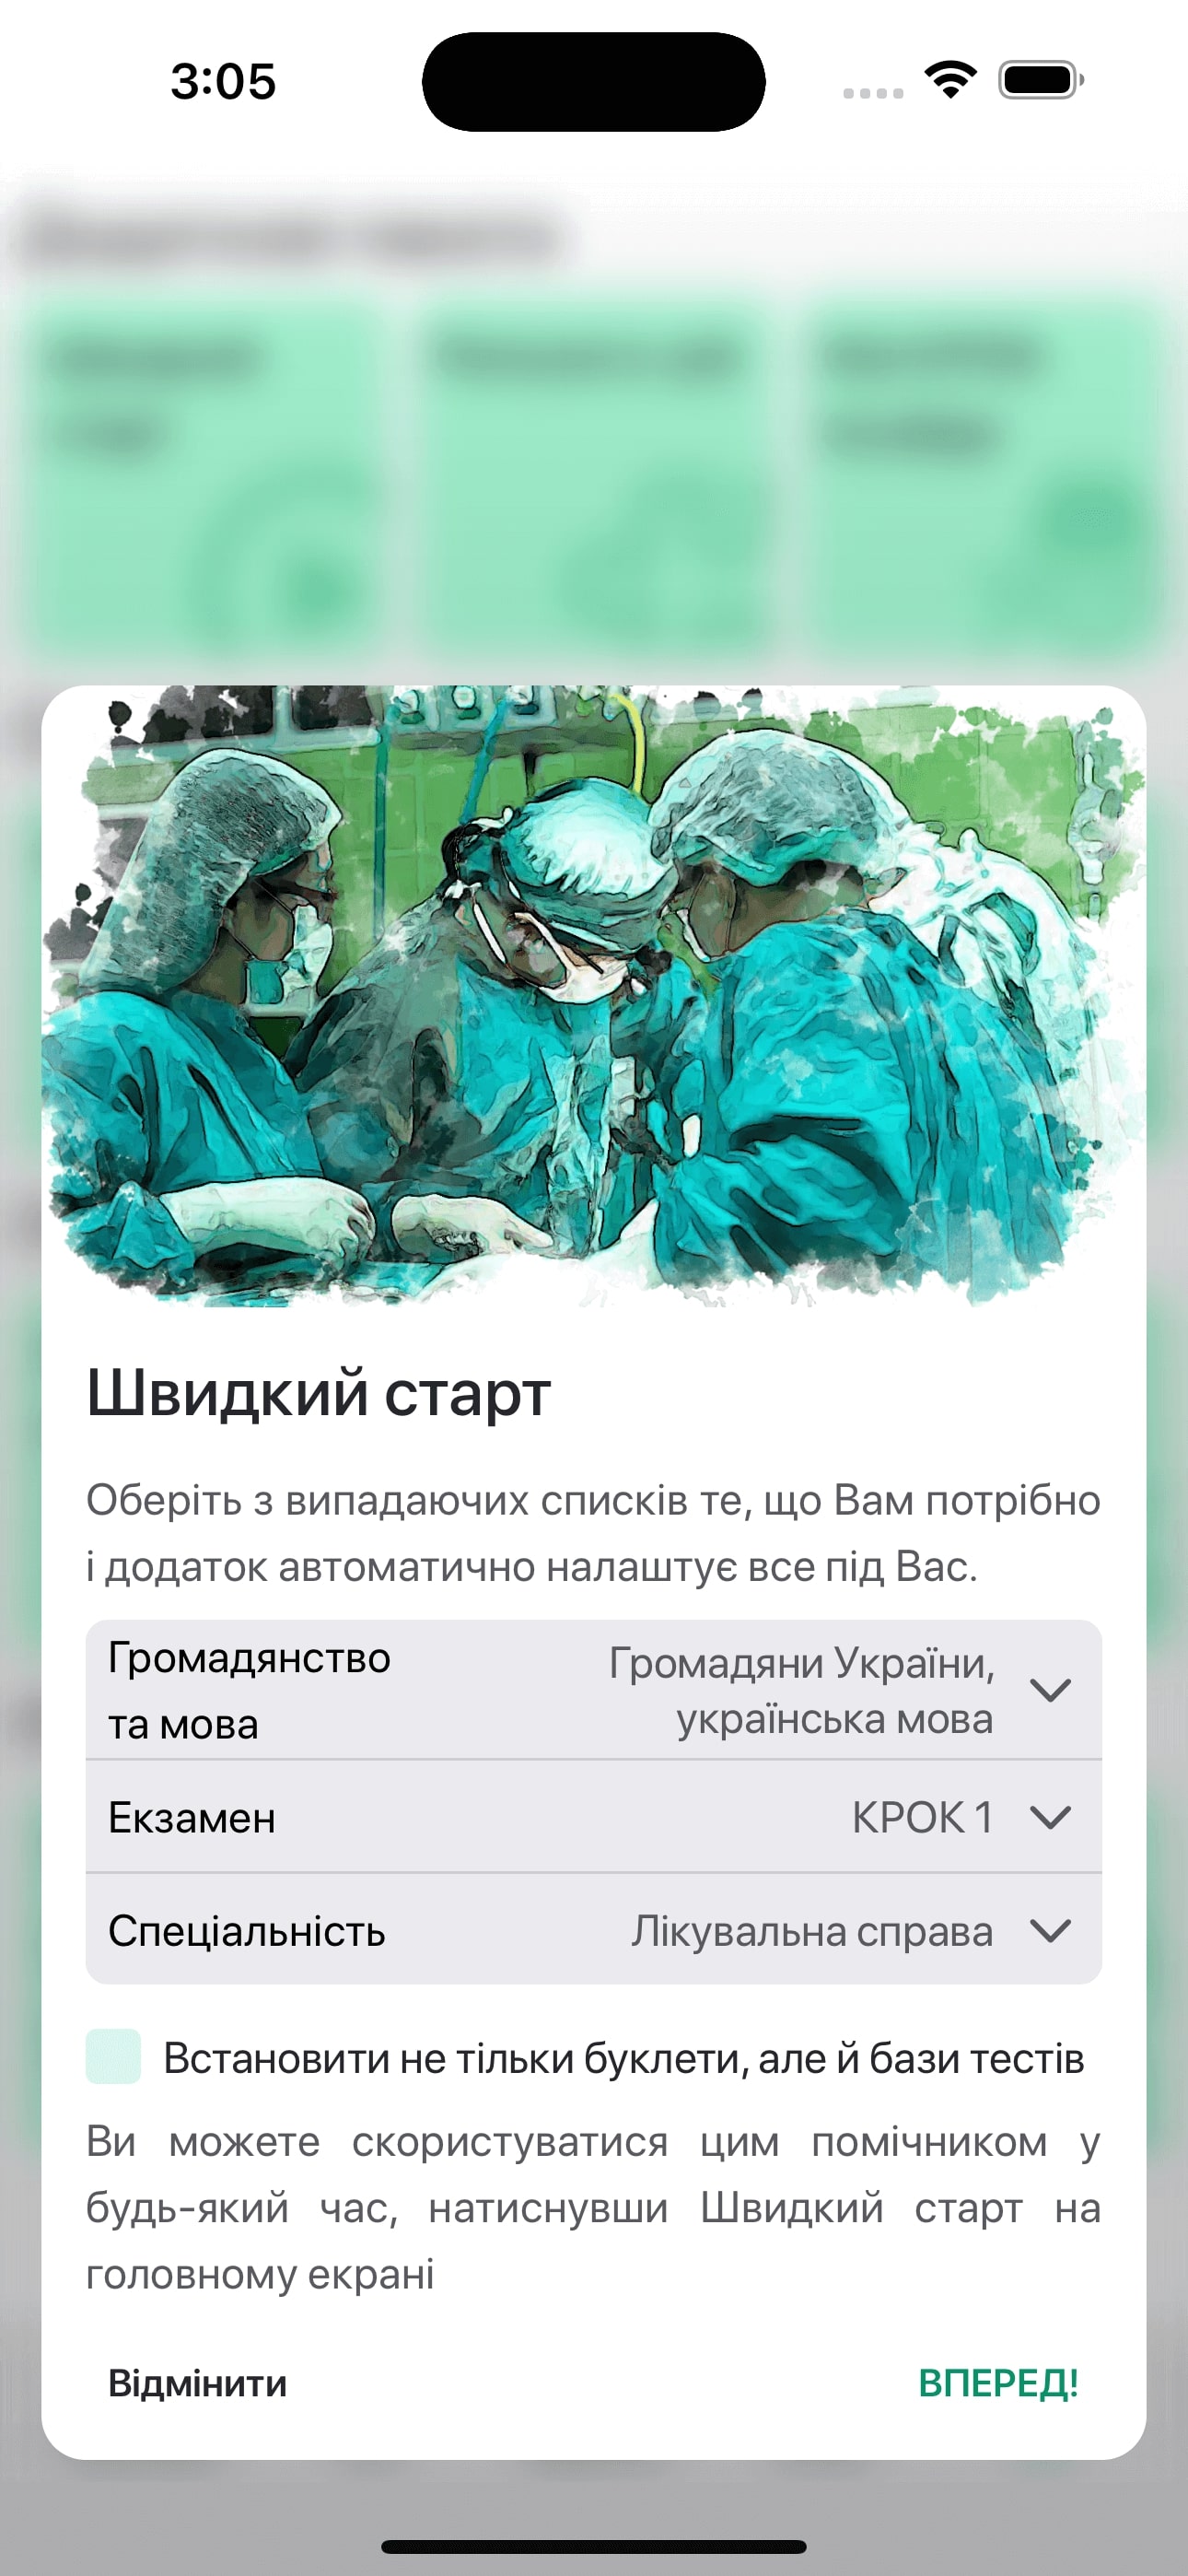 3:05
Швидкий старт
Оберіть з випадаючих списків те, що Вам потрібно
і додаток автоматично налаштує все під Вас.
Громадянство
та мова
Громадяни України,
українська мова
Екзамен
КРОК 1
Спеціальність
Лікувальна справа
Встановити не тільки буклети, але й бази тестів
Ви можете скористуватися цим помічником у
будь-який час, натиснувши Швидкий старт на
головному екрані
Відмінити
ВПЕРЕД!